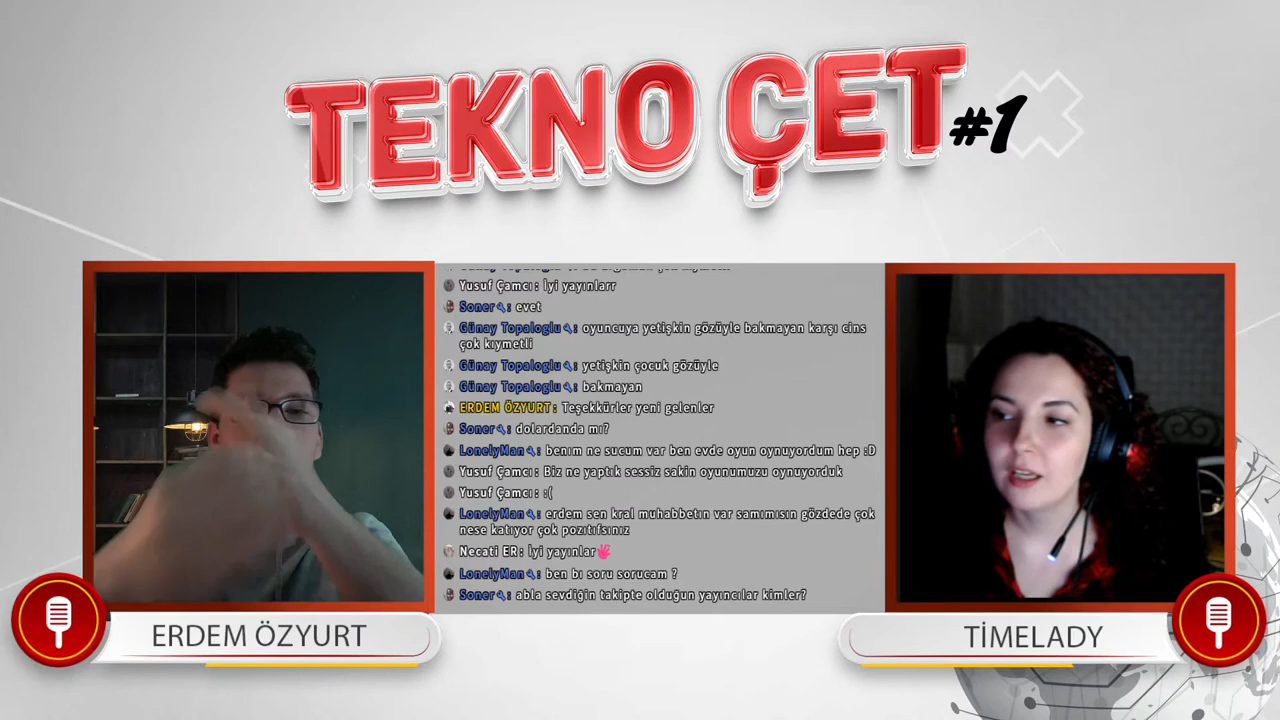 TEKNO ÇET
#1
Yusuf Çamcı: İyi yayınlarr
Soner: evet
Günay Topaloglu: oyuncuya yetişkin gözüyle bakmayan karşı cins
çok kıymetli
Günay Topaloglu: yetişkin çocuk gözüyle
Günay Topaloglu: bakmayan
ERDEM ÖZYURT: Teşekkürler yeni gelenler
Soner: dolardanda mı?
LonelyMan: benım ne sucum var ben evde oyun oynuyordum hep :D
Yusuf Çamcı: Biz ne yaptık sessiz sakin oyunumuzu oynuyorduk
Yusuf Çamcı: :(
LonelyMan: erdem sen kral muhabbetın var samımısın gözdede çok
nese katıyor çok pozıtıfsınız
Necati ER: İyi yayınlar
LonelyMan: ben bı soru sorucam ?
Soner: abla sevdiğin takipte olduğun yayıncılar kimler?
ERDEM ÖZYURT
TİMELADY